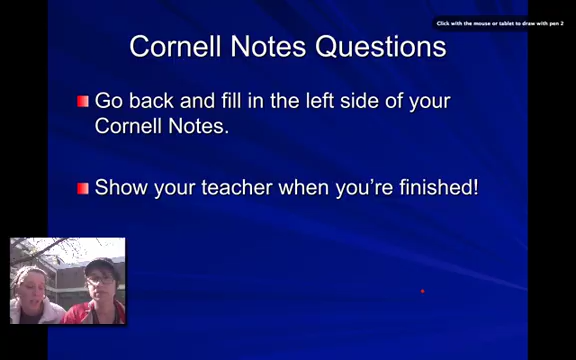 Click with the mouse or tablet to draw with pen 2
Cornell Notes Questions
Go back and fill in the left side of your
Cornell Notes.
Show your teacher when you're finished!